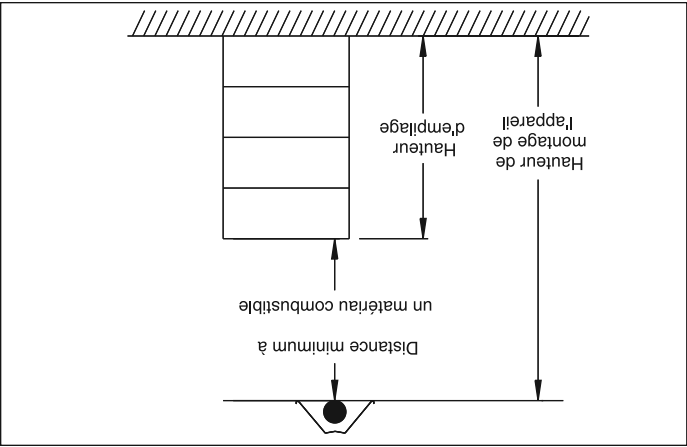 Distance minimum à
un matériau combustible
Hauteur
d'empilage
Hauteur de
montage de
l'appareil